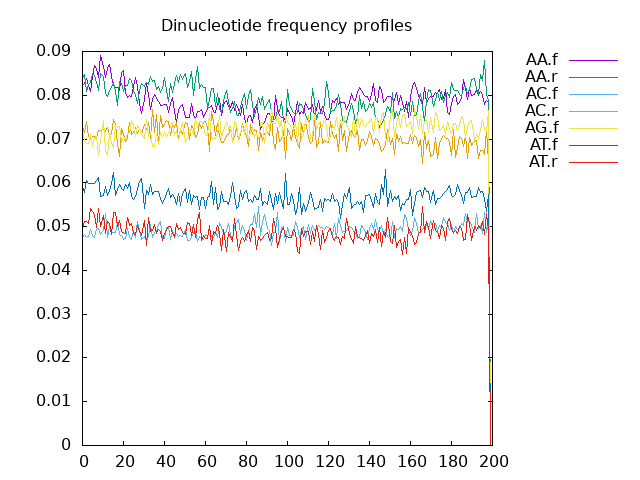 Dinucleotide frequency profiles
0.09
0.08
0.07
0.06
0.05
0.04
0.03
0.02
0.01
0
0 20 40 60 80 100 120 140 160 180 200
AA.f
AA.r
AC.f
AC.r
AG.f
AT.f
AT.r